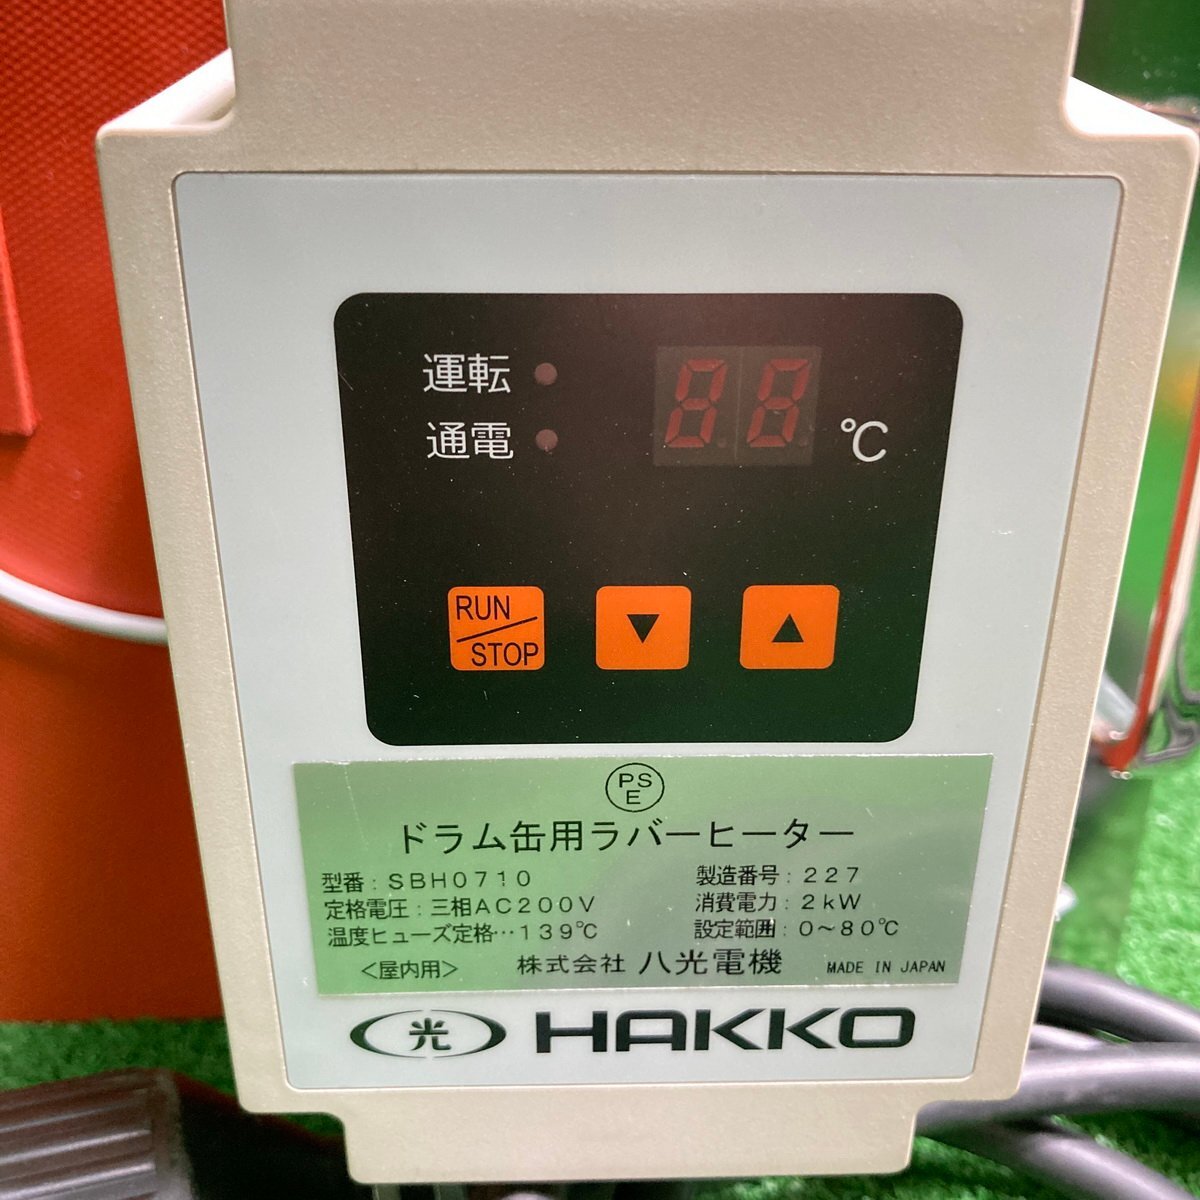 運転
通電
88 ℃
RUN
STOP
▼
▲
PS
E
ドラム缶用ラバーヒーター
型番：ＳＢＨ０７１０
製造番号：２２７
定格電圧：三相ＡＣ２００Ｖ
消費電力：２ｋＷ
温度ヒューズ定格…１３９℃
設定範囲：０～８０℃
＜屋内用＞
株式会社 八光電機
MADE IN JAPAN
光 HAKKO